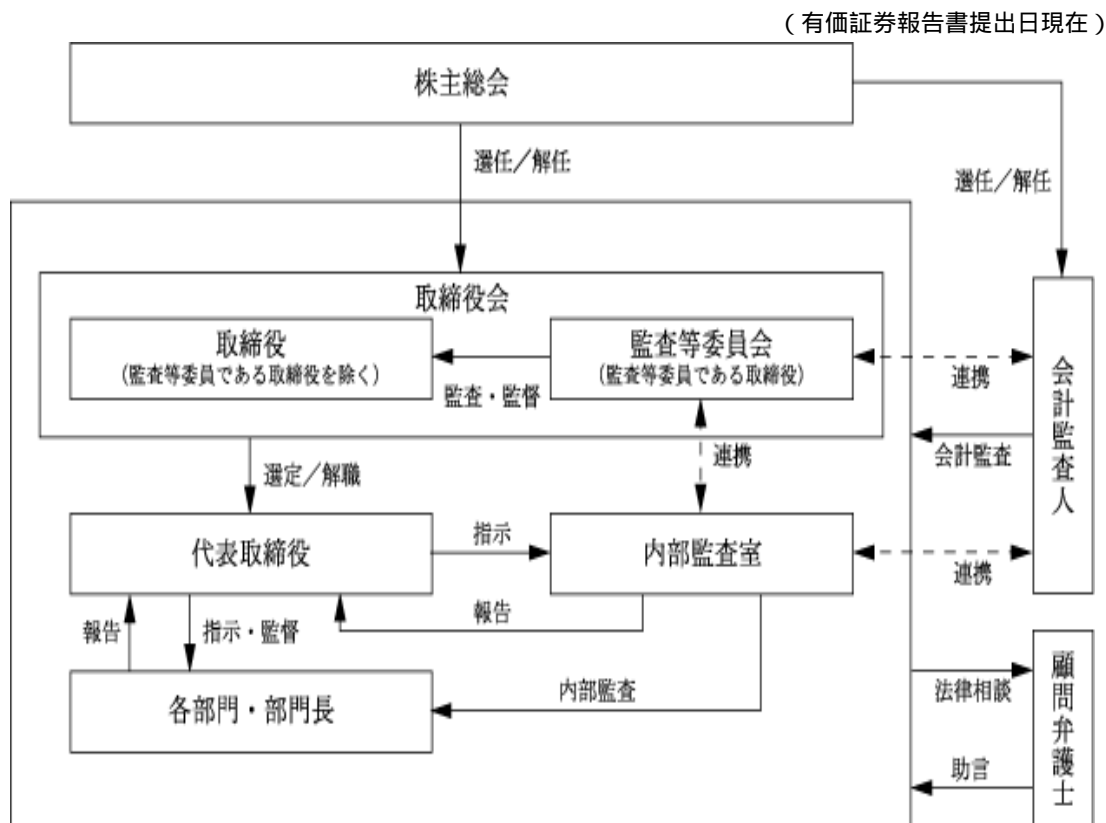 (有価証券報告書提出日現在)
株主総会
選任/解任
選任/解任
取締役会
取締役
(監査等委員である取締役を除く)
監査・監督
監査等委員会
(監査等委員である取締役)
連携
会計監査人
会計監査
連携
選定/解職
代表取締役
指示
内部監査室
連携
報告
指示・監督
報告
内部監査
各部門・部門長
法律相談
顧問弁護士
助言